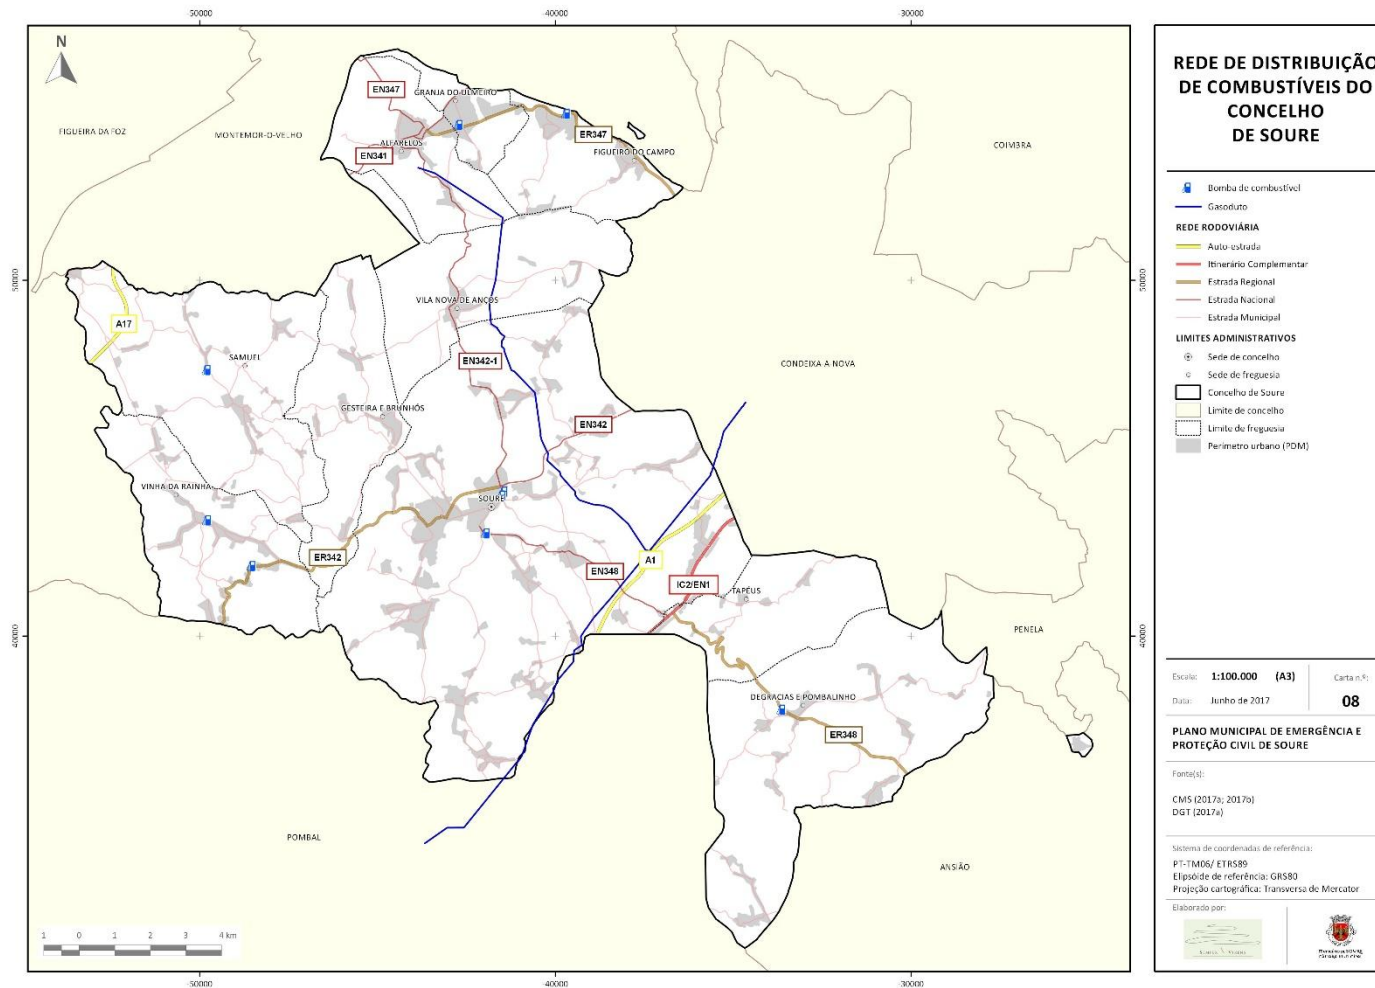 -50000
-40000
-30000
N
EN347
GRANJA DO ULMEIRO
FIGUEIRA DA FOZ
MONTEMOR-O-VELHO
ER347
ALFARELOS
EN341
FIGUEIRÓ DO CAMPO
COIMBRA
50000
50000
VILA NOVA DE ANÇOS
A17
SAMUEL
EN342-1
CONDEIXA A NOVA
GESTEIRA E BRUNHÓS
EN342
VINHA DA RAINHA
SOURE
ER342
A1
EN348
IC2/EN1
TAPÉUS
40000
40000
PENELA
DEGRACIAS E POMBALINHO
ER348
POMBAL
ANSIÃO
1 0 1 2 3 4 km
-50000
-40000
-30000
REDE DE DISTRIBUIÇÃO
DE COMBUSTÍVEIS DO
CONCELHO
DE SOURE
Bomba de combustível
Gasoduto
REDE RODOVIÁRIA
Auto-estrada
Itinerário Complementar
Estrada Regional
Estrada Nacional
Estrada Municipal
LIMITES ADMINISTRATIVOS
Sede de concelho
Sede de freguesia
Concelho de Soure
Limite de concelho
Limite de freguesia
Perímetro urbano (PDM)
Escala: 1:100.000 (A3)
Carta n.º:
Data: Junho de 2017
08
PLANO MUNICIPAL DE EMERGÊNCIA E
PROTEÇÃO CIVIL DE SOURE
Fonte(s):
CMS (2017a; 2017b)
DGT (2017a)
Sistema de coordenadas de referência:
PT-TM06/ ETRS89
Elipsóide de referência: GRS80
Projeção cartográfica: Transversa de Mercator
Elaborado por: